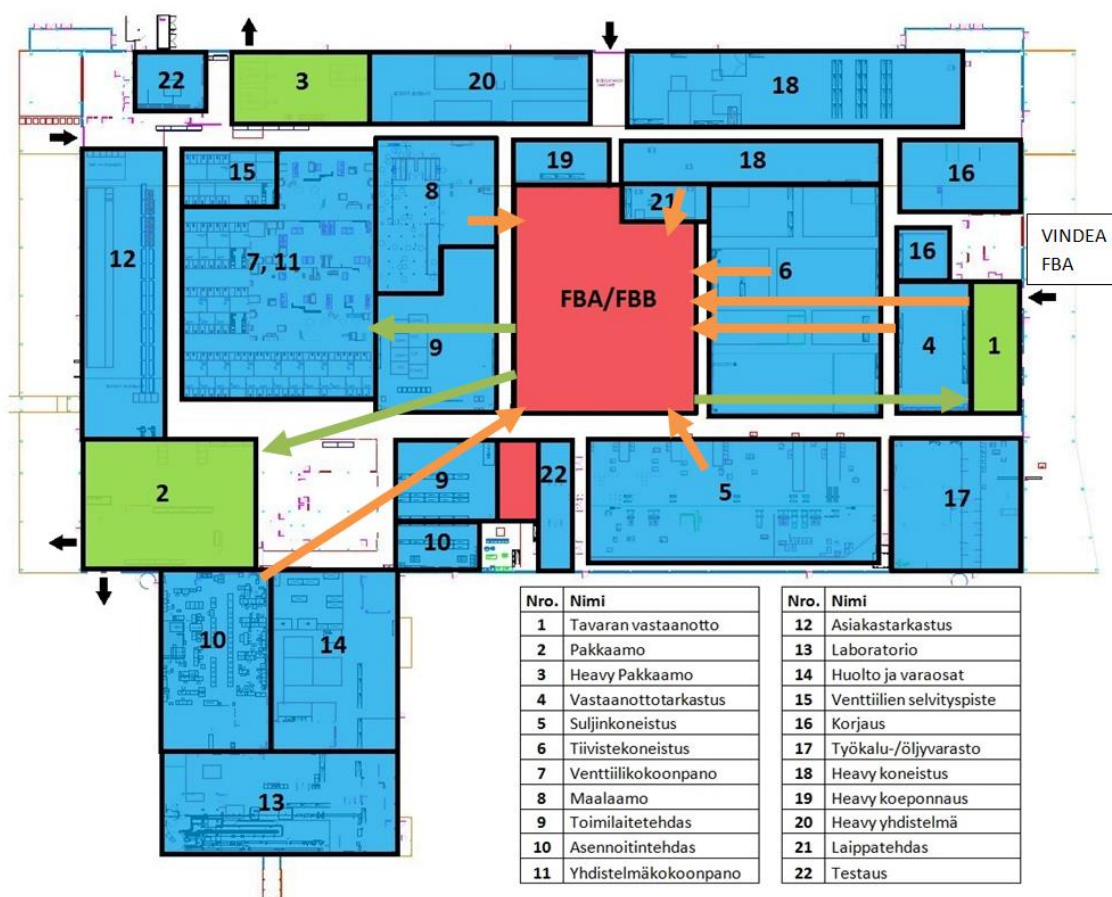 22
3
20
18
15
8
19
18
16
21
12
7, 11
6
16
VINDEA
FBA
FBA/FBB
9
4
1
2
9
22
5
17
10
10
14
13
Nro. Nimi
1 Tavaran vastaanotto
2 Pakkaamo
3 Heavy Pakkaamo
4 Vastaanottotarkastus
5 Suljinkoneistus
6 Tiivistekoneistus
7 Venttiilikokoonpano
8 Maalaamo
9 Toimilaitetehdas
10 Asennoitintehdas
11 Yhdistelmäkokoonpano
Nro. Nimi
12 Asiakastarkastus
13 Laboratorio
14 Huolto ja varaosat
15 Venttiilien selvityspiste
16 Korjaus
17 Työkalu-/öljyvarasto
18 Heavy koneistus
19 Heavy koeponnaus
20 Heavy yhdistelmä
21 Laippatehdas
22 Testaus